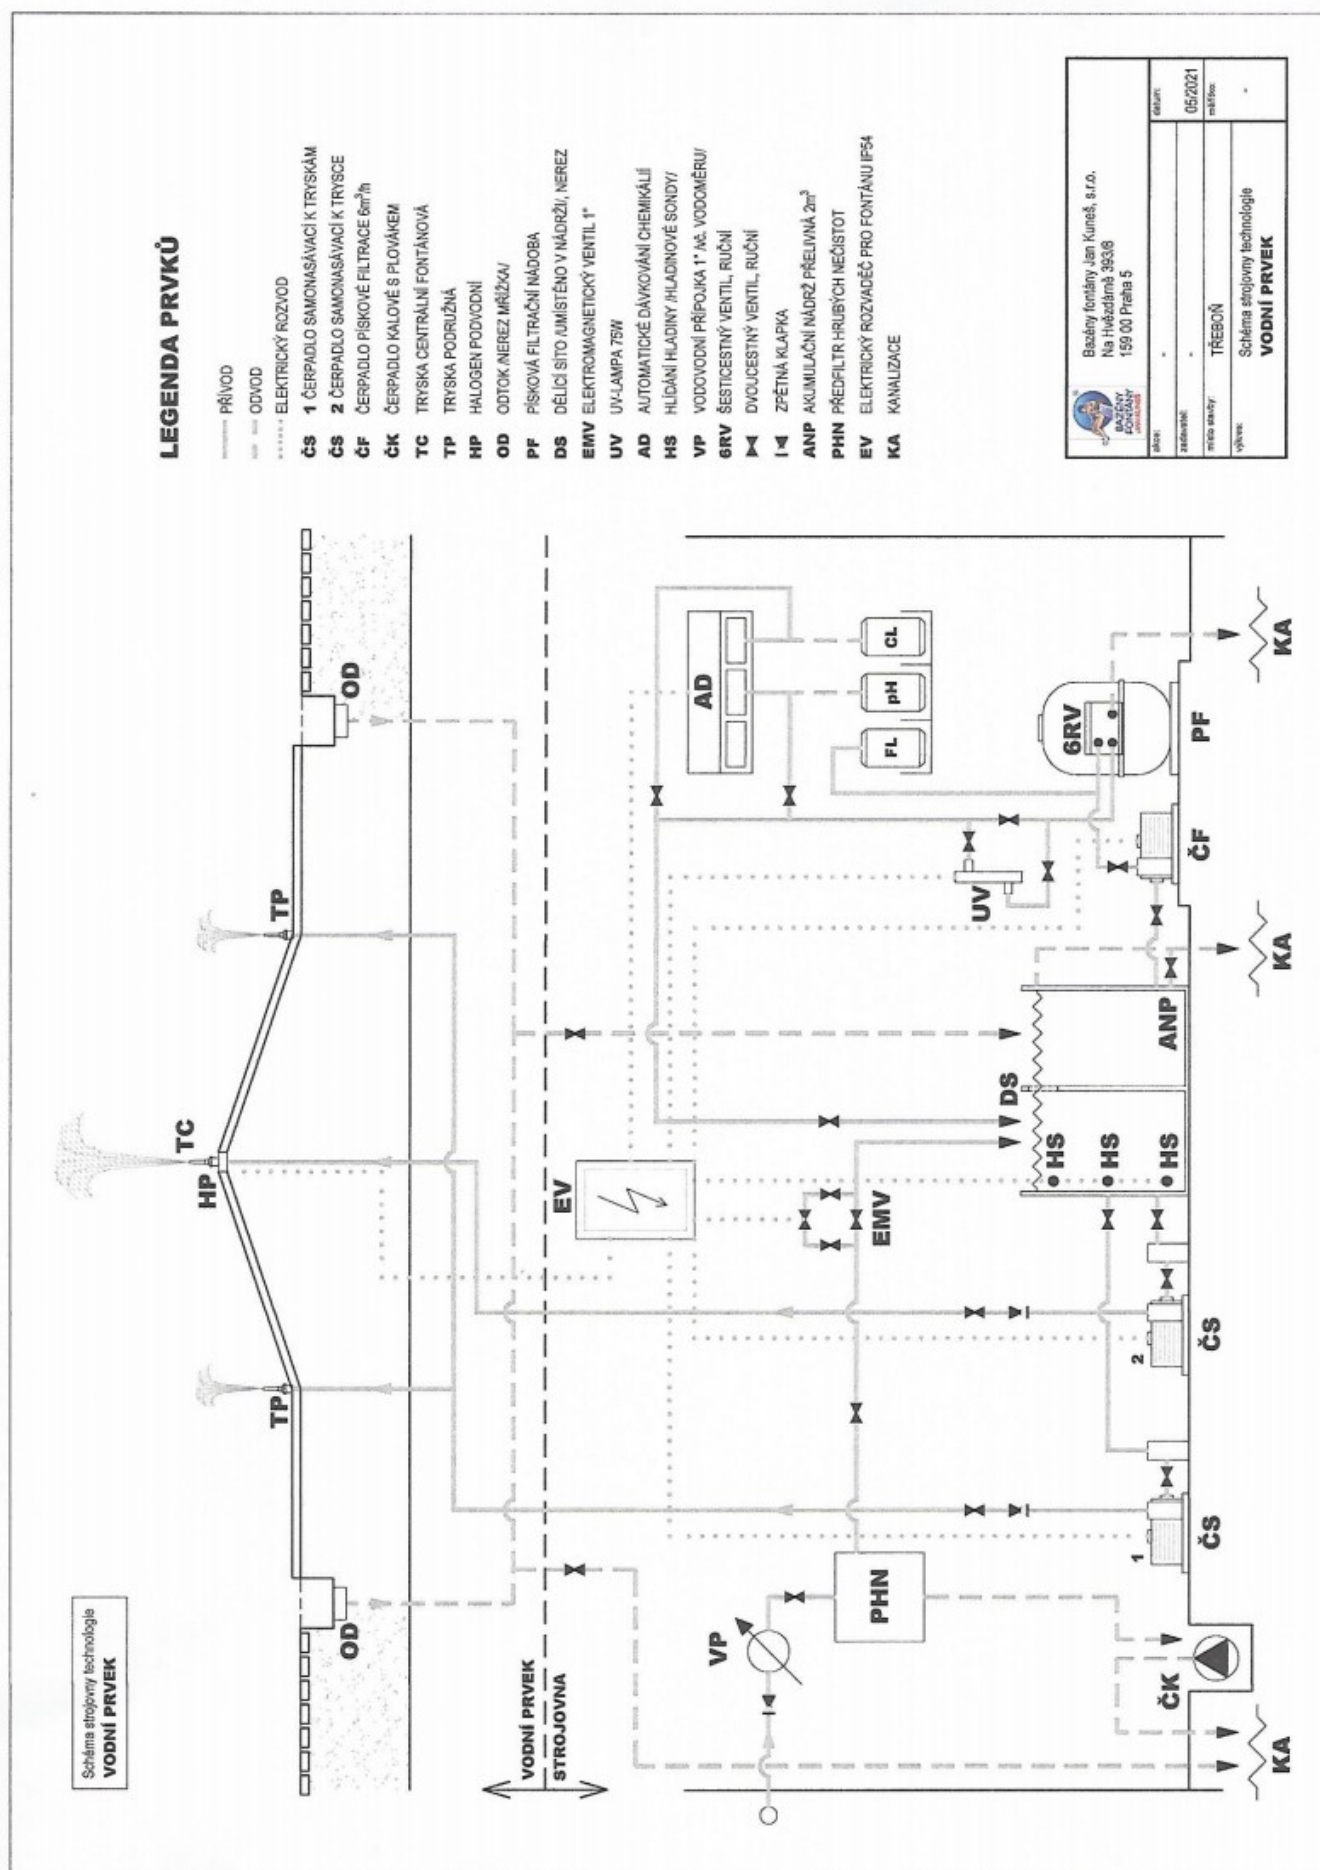 Schéma strojovny technologie
VODNÍ PRVEK
TP
HP
TC
TP
OD
OD
VODNÍ PRVEK
STROJOVNA
EV
AD
VP
PHN
EMV
FL
pH
CL
UV
DS
HS
HS
HS
ANP
6RV
1
2
ČK
ČS
ČS
ČF
PF
KA
KA
KA
LEGENDA PRVKŮ
PŘÍVOD
ODVOD
ELEKTRICKÝ ROZVOD
ČS 1 ČERPADLO SAMONASÁVACÍ K TRYSKÁM
ČS 2 ČERPADLO SAMONASÁVACÍ K TRYSCE
ČF ČERPADLO PÍSKOVÉ FILTRACE 6m³/h
ČK ČERPADLO KALOVÉ S PLOVÁKEM
TC TRYSKA CENTRÁLNÍ FONTÁNOVÁ
TP TRYSKA PODRUŽNÁ
HP HALOGEN PODVODNÍ
OD ODTOK /NEREZ MŘÍŽKA/
PF PÍSKOVÁ FILTRAČNÍ NÁDOBA
DS DĚLÍCÍ SÍTO /UMÍSTĚNO V NÁDRŽI/, NEREZ
EMV ELEKTROMAGNETICKÝ VENTIL 1"
UV UV-LAMPA 75W
AD AUTOMATICKÉ DÁVKOVÁNÍ CHEMIKÁLIÍ
HS HLÍDÁNÍ HLADINY /HLADINOVÉ SONDY/
VP VODOVODNÍ PŘÍPOJKA 1" /vč. VODOMĚRU/
6RV ŠESTICESTNÝ VENTIL, RUČNÍ
DVOUCESTNÝ VENTIL, RUČNÍ
ZPĚTNÁ KLAPKA
ANP AKUMULAČNÍ NÁDRŽ PŘELIVNÁ 2m³
PHN PŘEDFILTR HRUBÝCH NEČISTOT
EV ELEKTRICKÝ ROZVADĚČ PRO FONTÁNU IP54
KA KANALIZACE
BAZÉNY
FONTÁNY
Bazény fontány Jan Kuneš, s.r.o.
Na Hvězdárně 393/6
159 00 Praha 5
akce: -
datum:
zadavatel: -
05/2021
místo stavby: TŘEBOŇ
měřítko: -
výkres: Schéma strojovny technologie
VODNÍ PRVEK